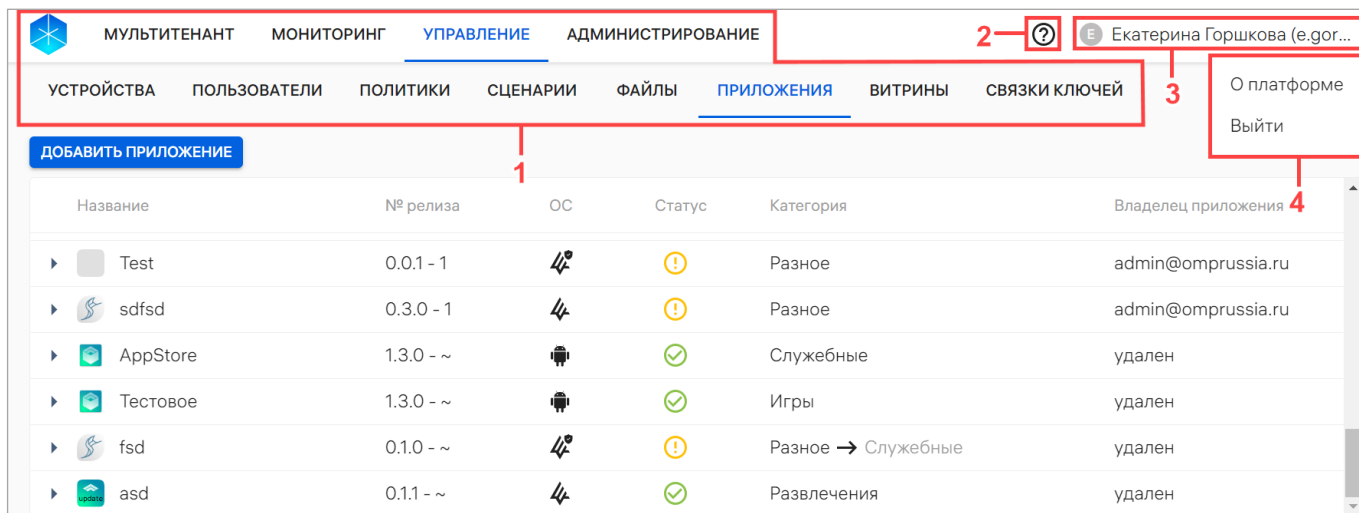 МУЛЬТИТЕНАНТ МОНИТОРИНГ УПРАВЛЕНИЕ АДМИНИСТРИРОВАНИЕ 2 ? E Екатерина Горшкова (e.gor...
УСТРОЙСТВА ПОЛЬЗОВАТЕЛИ ПОЛИТИКИ СЦЕНАРИИ ФАЙЛЫ ПРИЛОЖЕНИЯ ВИТРИНЫ СВЯЗКИ КЛЮЧЕЙ 3 О платформе
Выйти
ДОБАВИТЬ ПРИЛОЖЕНИЕ
1
Название № релиза ОС Статус Категория Владелец приложения 4
Test 0.0.1 - 1 Разное admin@omprussia.ru
sdfsd 0.3.0 - 1 Разное admin@omprussia.ru
AppStore 1.3.0 - ~ Служебные удален
Тестовое 1.3.0 - ~ Игры удален
fsd 0.1.0 - ~ Разное → Служебные удален
update asd 0.1.1 - ~ Развлечения удален